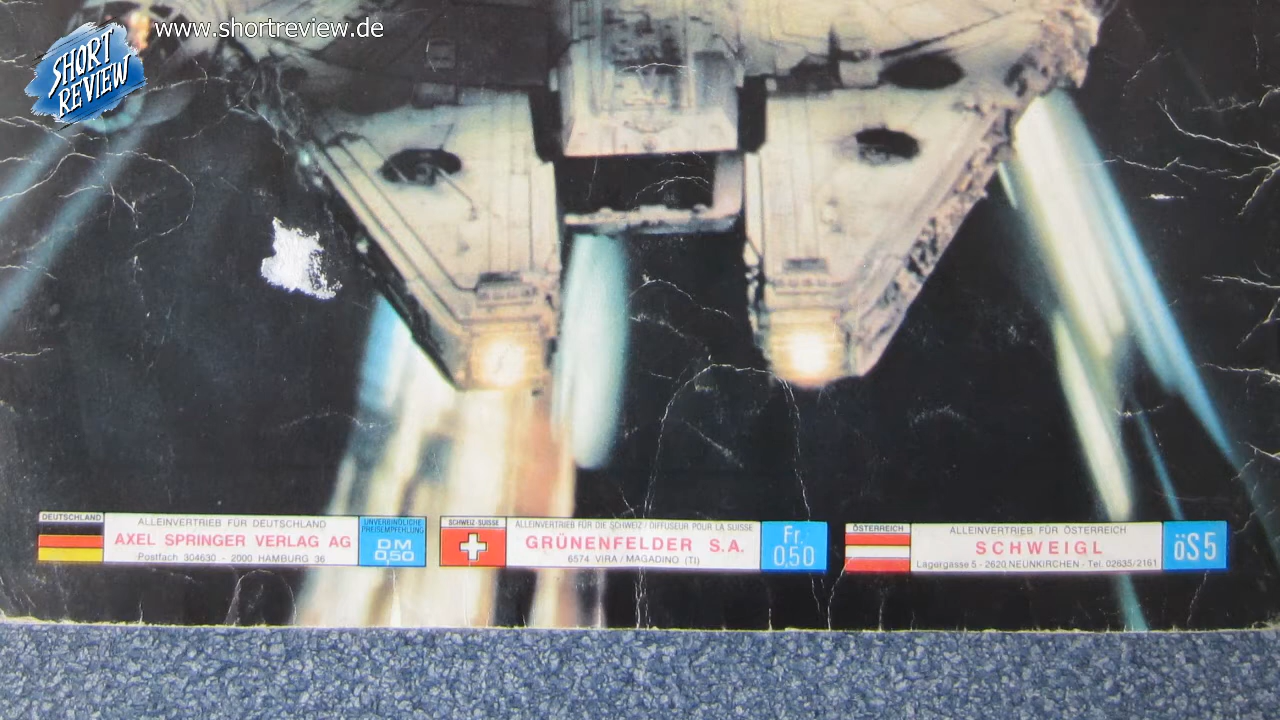 www.shortreview.de
SHORT
REVIEW
DEUTSCHLAND
ALLEINVERTRIEB FÜR DEUTSCHLAND
AXEL SPRINGER VERLAG AG
Postfach 304630 - 2000 HAMBURG 36
UNVERBINDLICHE
PREISEMPFEHLUNG
DM
0,50
SCHWEIZ-SUISSE
ALLEINVERTRIEB FÜR DIE SCHWEIZ / DIFFUSEUR POUR LA SUISSE
GRÜNENFELDER S.A.
6574 VIRA / MAGADINO (TI)
Fr.
0,50
ÖSTERREICH
ALLEINVERTRIEB FÜR ÖSTERREICH
SCHWEIGL
Lagergasse 5 - 2620 NEUNKIRCHEN - Tel. 02635/2161
öS 5